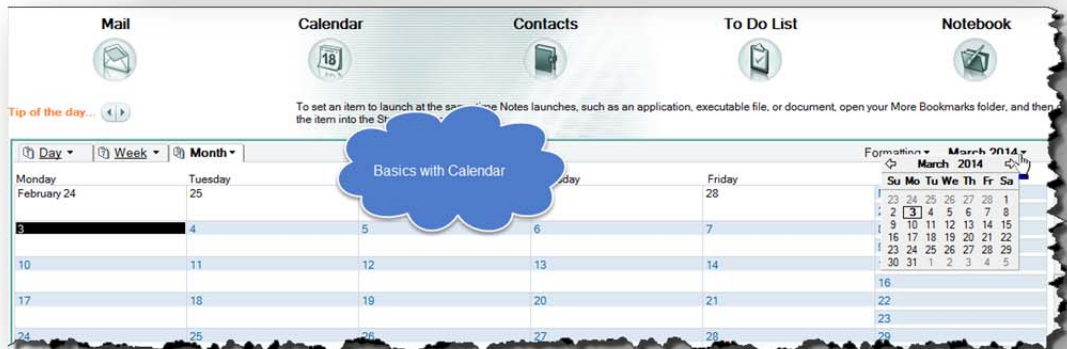 Mail Calendar Contacts To Do List Notebook
18
Tip of the day...
To set an item to launch at the same time Notes launches, such as an application, executable file, or document, open your More Bookmarks folder, and then
the item into the
Day Week Month Formatting March 2014
Basics with Calendar
Monday Tuesday Friday
February 24 25 28
3 4 5 6 7
10 11 12 13 14
16
17 18 19 20 21 22
23
24 25 26 27 28 29
March 2014
Su Mo Tu We Th Fr Sa
23 24 25 26 27 28 1
2 3 4 5 6 7 8
9 10 11 12 13 14 15
16 17 18 19 20 21 22
23 24 25 26 27 28 29
30 31 1 2 3 4 5